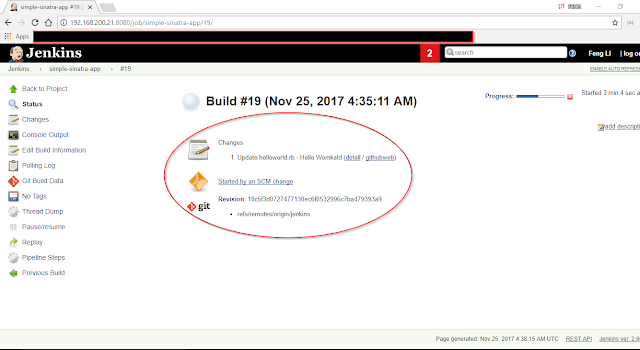 simple-sinatra-app #19 J
192.168.200.21:8080/job/simple-sinatra-app/19/
Apps
Jenkins
2
search
Feng Li
log o
Jenkins
simple-sinatra-app
#19
ENABLE AUTO REFRES
Back to Project
Status
Changes
Console Output
Edit Build Information
Polling Log
Git Build Data
No Tags
Thread Dump
Pause/resume
Replay
Pipeline Steps
Previous Build
Build #19 (Nov 25, 2017 4:35:11 AM)
Progress:
Started 3 min 4 sec a
add descriptio
Changes
1. Update helloworld.rb - Hello Womkald (detail / githubweb)
Started by an SCM change
git
Revision: 18c5f3d0727477130ec6f0532996c7ba479393a9
refs/remotes/origin/jenkins
Page generated: Nov 25, 2017 4:38:15 AM UTC
REST API
Jenkins ver. 2.6